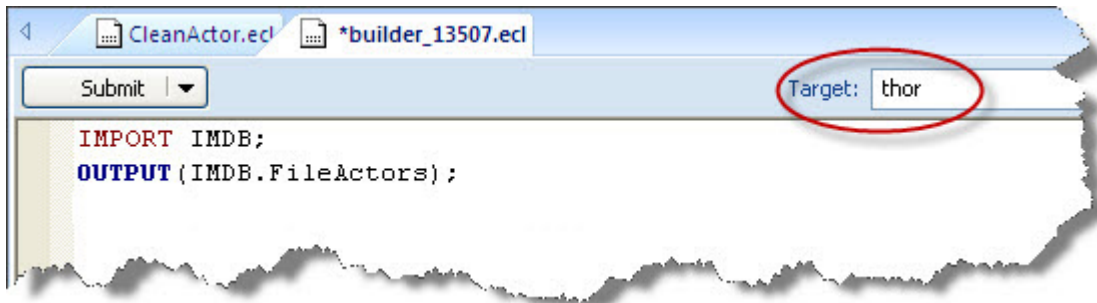 CleanActor.ecl *builder_13507.ecl
Submit Target: thor
IMPORT IMDB;
OUTPUT(IMDB.FileActors);